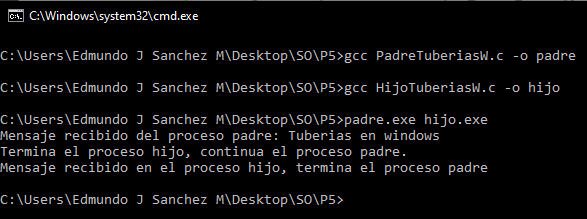 C:\Windows\system32\cmd.exe
C:\Users\Edmundo J Sanchez M\Desktop\SO\P5>gcc PadreTuberiasW.c -o padre
C:\Users\Edmundo J Sanchez M\Desktop\SO\P5>gcc HijoTuberiasW.c -o hijo
C:\Users\Edmundo J Sanchez M\Desktop\SO\P5>padre.exe hijo.exe
Mensaje recibido del proceso padre: Tuberias en windows
Termina el proceso hijo, continua el proceso padre.
Mensaje recibido en el proceso hijo, termina el proceso padre
C:\Users\Edmundo J Sanchez M\Desktop\SO\P5>